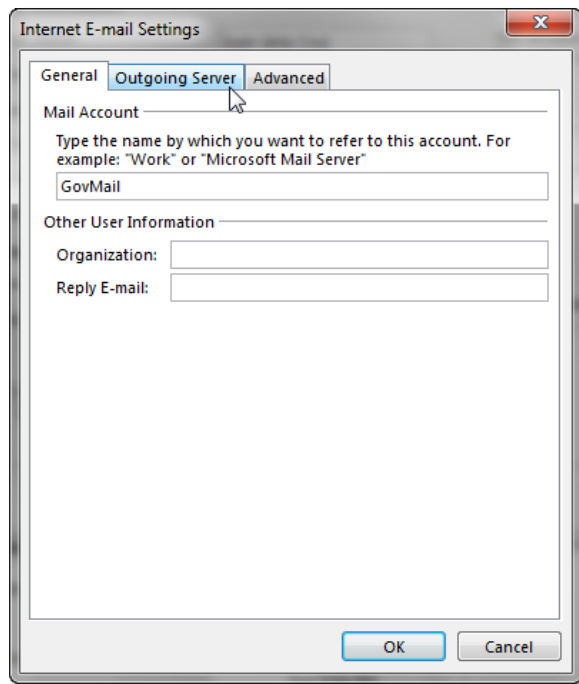 Internet E-mail Settings
General Outgoing Server Advanced
Mail Account
Type the name by which you want to refer to this account. For
example: "Work" or "Microsoft Mail Server"
GovMail
Other User Information
Organization:
Reply E-mail:
OK Cancel